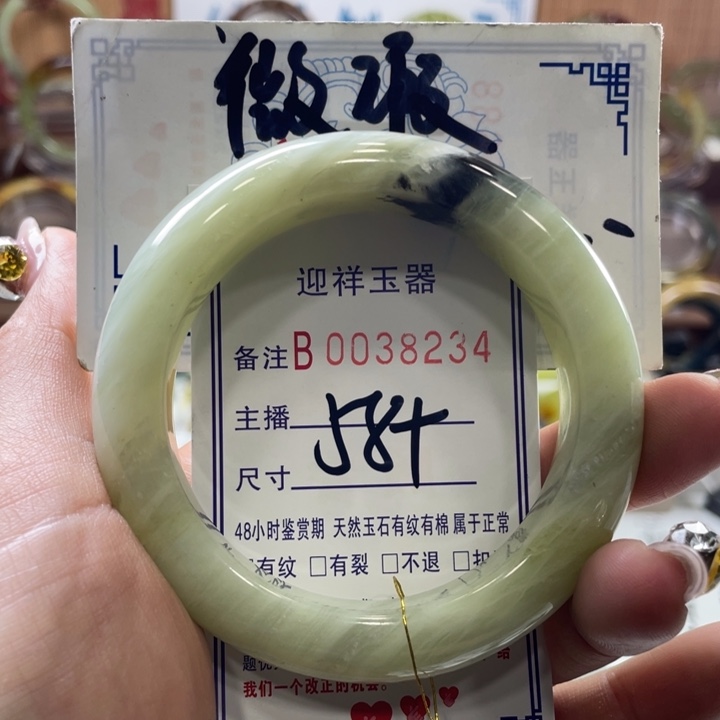 微瑕
迎祥玉器
备注B 0038234
主播
584
尺寸
48小时鉴赏期 天然玉石有纹有棉 属于正常
有纹 □有裂 □不退 □
我们一个改正的机会。